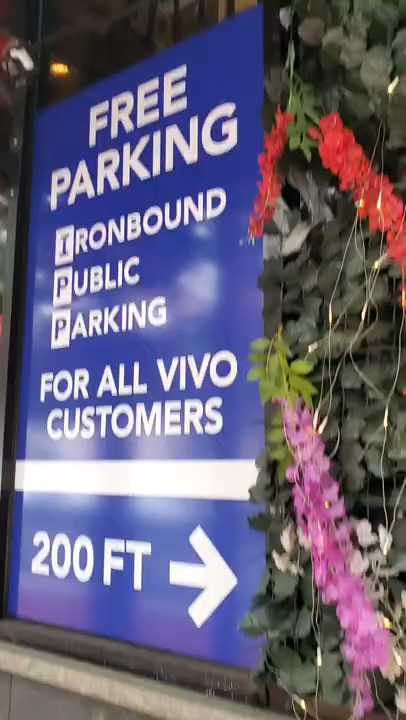 FREE
PARKING
IRONBOUND
PUBLIC
PARKING
FOR ALL VIVO
CUSTOMERS
200 FT